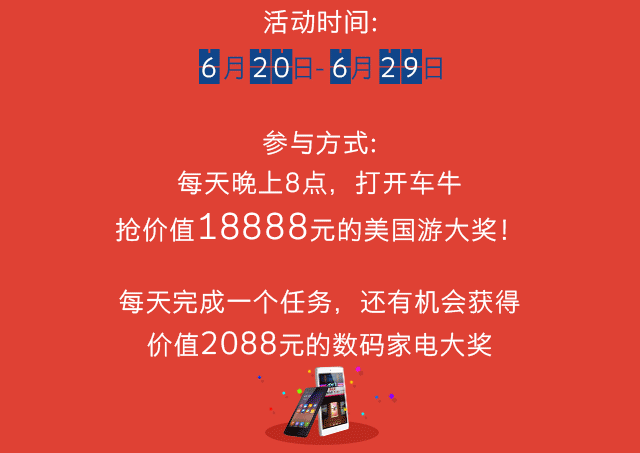 活动时间:
6月20日-6月29日
参与方式:
每天晚上8点，打开车牛
抢价值18888元的美国游大奖!
每天完成一个任务，还有机会获得
价值2088元的数码家电大奖